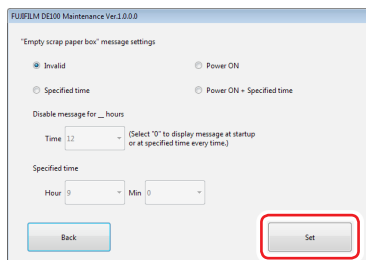 FUJIFILM DE100 Maintenance Ver.1.0.0.0
"Empty scrap paper box" message settings
Invalid
Power ON
Specified time
Power ON + Specified time
Disable message for __ hours
Time 12
(Select "0" to display message at startup
or at specified time every time.)
Specified time
Hour 9 Min 0
Back
Set